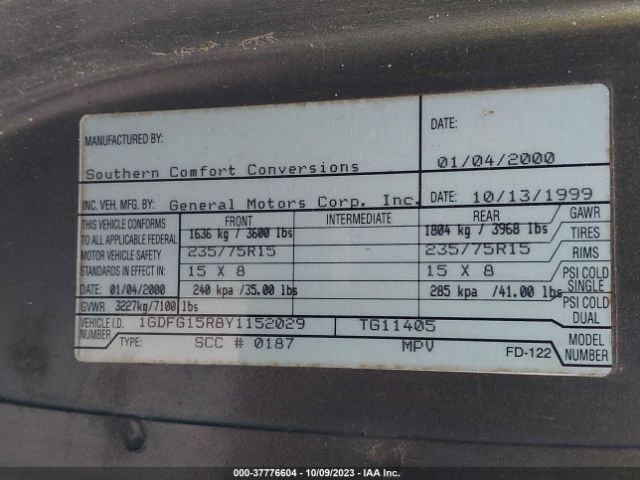 MANUFACTURED BY: DATE:
Southern Comfort Conversions 01/04/2000
INC. VEH. MFG. BY: General Motors Corp. Inc. DATE: 10/13/1999
THIS VEHICLE CONFORMS FRONT INTERMEDIATE REAR GAWR
TO ALL APPLICABLE FEDERAL 1636 kg / 3600 lbs 1804 kg / 3968 lbs TIRES
MOTOR VEHICLE SAFETY 235/75R15 235/75R15 RIMS
STANDARDS IN EFFECT IN: 15 X 8 15 X 8 PSI COLD SINGLE
DATE: 01/04/2000 240 kpa /35.00 lbs 285 kpa /41.00 lbs PSI COLD DUAL
GVWR 3227kg/7100 lbs
VEHICLE I.D. NUMBER 1GDFG15R8Y1152029 TG11405 MODEL NUMBER
TYPE: SCC # 0187 MPV FD-122
1GO-37776604 | 10/09/2023 | IAA Inc.